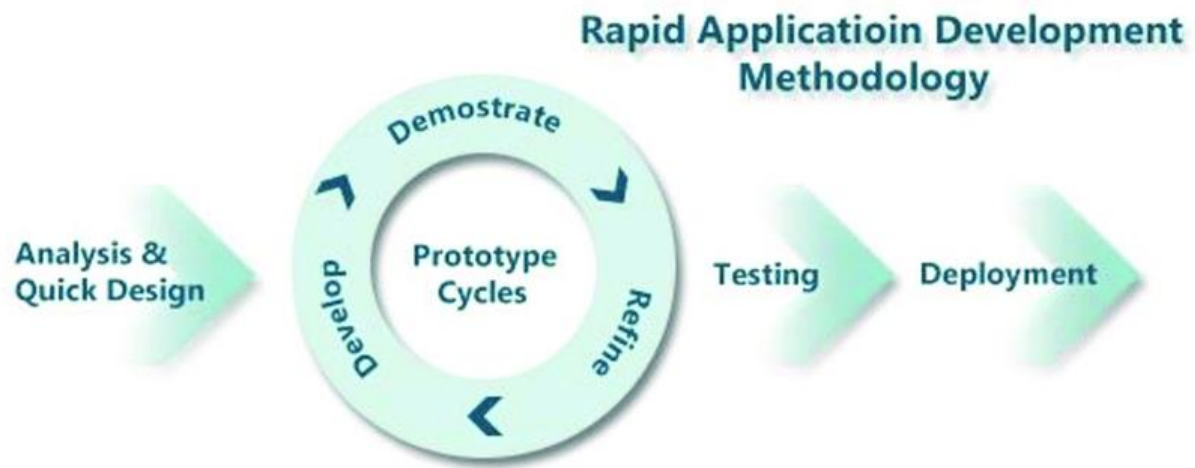 Rapid Applicatioin Development
Methodology
Analysis &
Quick Design
Demostrate
Refine
Develop
Prototype
Cycles
Testing
Deployment